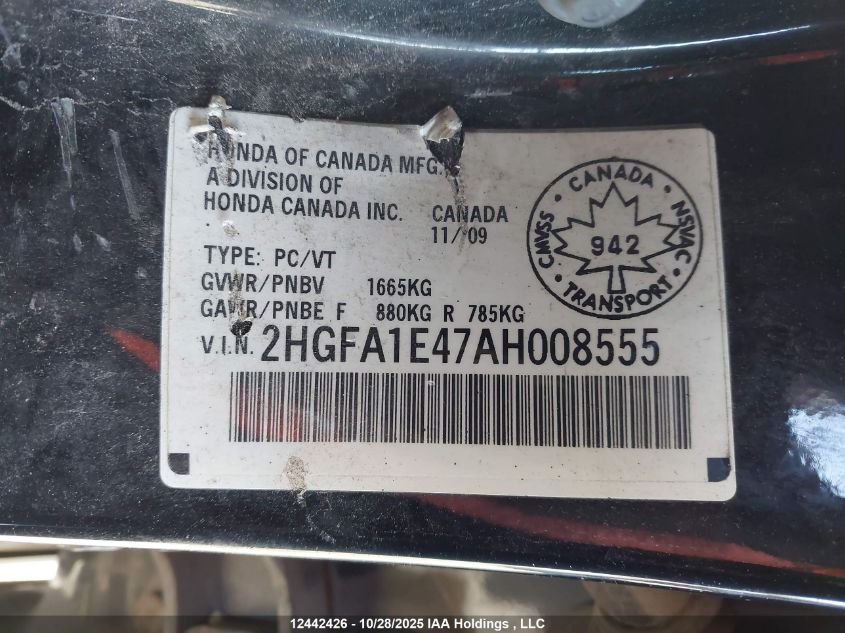 HONDA OF CANADA MFG.
A DIVISION OF
HONDA CANADA INC. CANADA
11/09
TYPE: PC/VT
GVWR/PNBV 1665KG
GAWR/PNBE F 880KG R 785KG
V.I.N. 2HGFA1E47AH008555
CANADA
CMVSS 942 NSVAC
TRANSPORT
12442426 - 10/28/2025 IAA Holdings , LLC